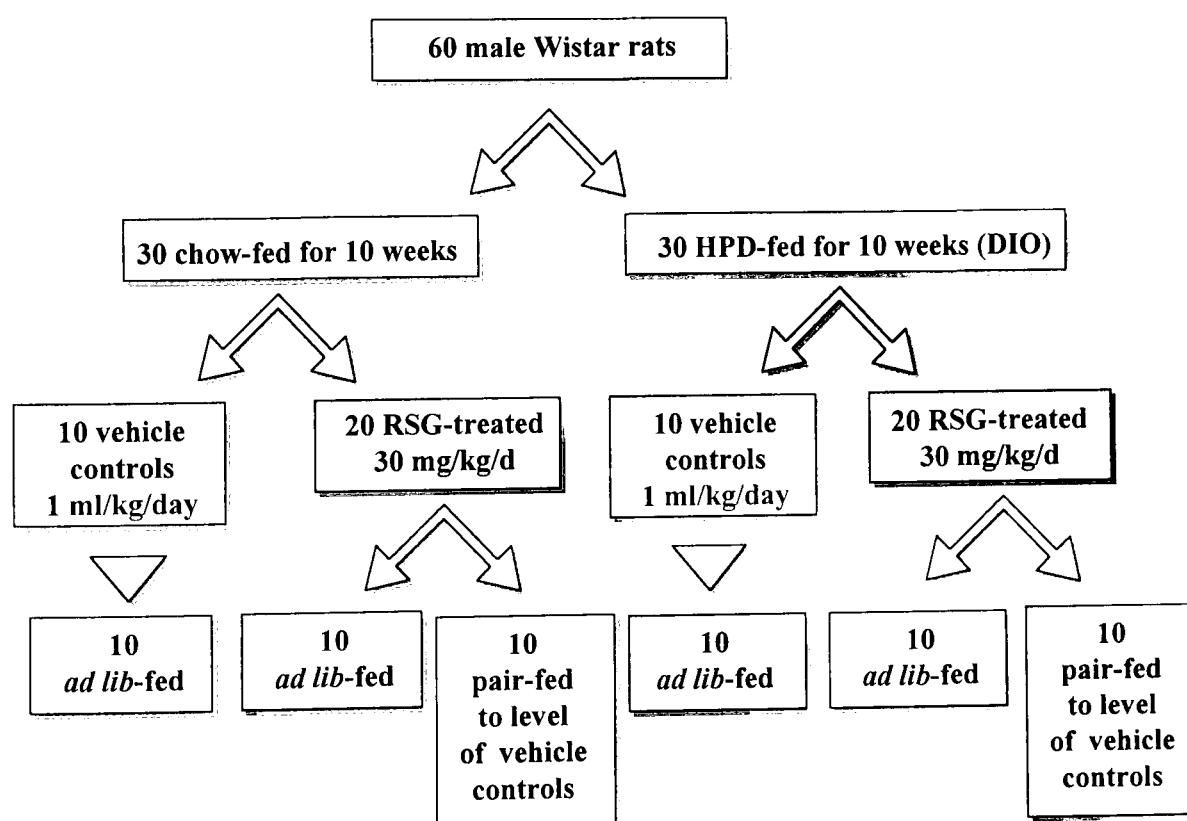 60 male Wistar rats
30 chow-fed for 10 weeks
30 HPD-fed for 10 weeks (DIO)
10 vehicle
controls
1 ml/kg/day
20 RSG-treated
30 mg/kg/d
10 vehicle
controls
1 ml/kg/day
20 RSG-treated
30 mg/kg/d
10
ad lib-fed
10
ad lib-fed
10
pair-fed
to level
of vehicle
controls
10
ad lib-fed
10
ad lib-fed
10
pair-fed
to level
of vehicle
controls